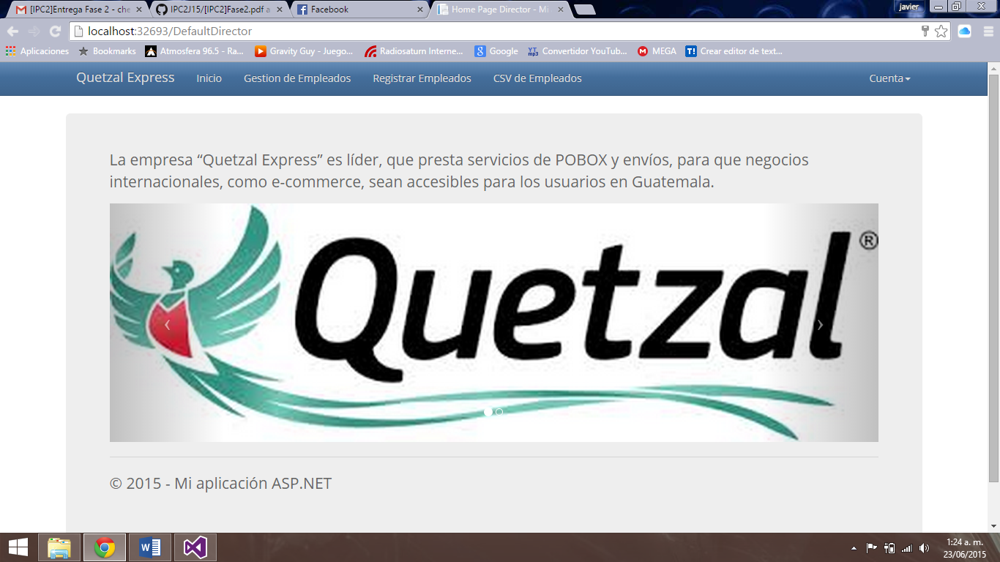 [IPC2]Entrega Fase 2 - che
IPC2J15/[IPC2]Fase2.pdf a
Facebook
Home Page Director - Mi
javier
localhost:32693/DefaultDirector
Aplicaciones
Bookmarks
Atmosfera 96.5 - Ra...
Gravity Guy - Juego...
Radiosaturn Interne...
Google
Convertidor YouTub...
MEGA
Crear editor de text...
Quetzal Express
Inicio
Gestion de Empleados
Registrar Empleados
CSV de Empleados
Cuenta
La empresa “Quetzal Express” es líder, que presta servicios de POBOX y envíos, para que negocios
internacionales, como e-commerce, sean accesibles para los usuarios en Guatemala.
Quetzal ®
© 2015 - Mi aplicación ASP.NET
1:24 a. m.
23/06/2015